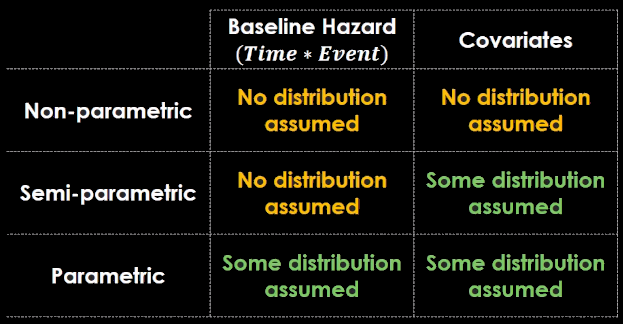 Baseline Hazard
(Time * Event)
Covariates
Non-parametric
No distribution
assumed
No distribution
assumed
Semi-parametric
No distribution
assumed
Some distribution
assumed
Parametric
Some distribution
assumed
Some distribution
assumed